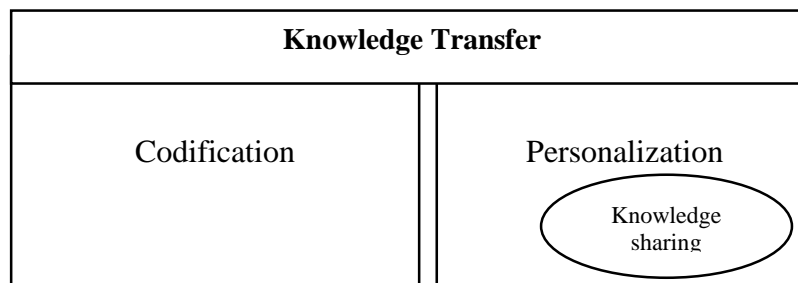 Knowledge Transfer
Codification
Personalization
Knowledge
sharing